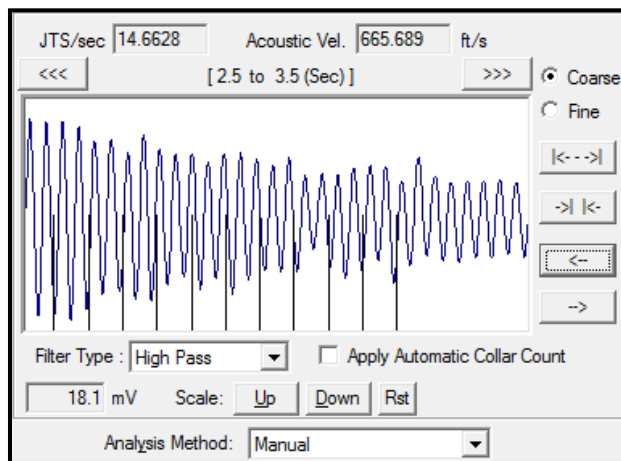 JTS/sec 14.6628 Acoustic Vel. 665.689 ft/s
<<< [ 2.5 to 3.5 (Sec) ] >>> Coarse
Fine
|<- - ->|
->| |<-
<--
-->
Filter Type : High Pass Apply Automatic Collar Count
18.1 mV Scale: Up Down Rst
Analysis Method: Manual